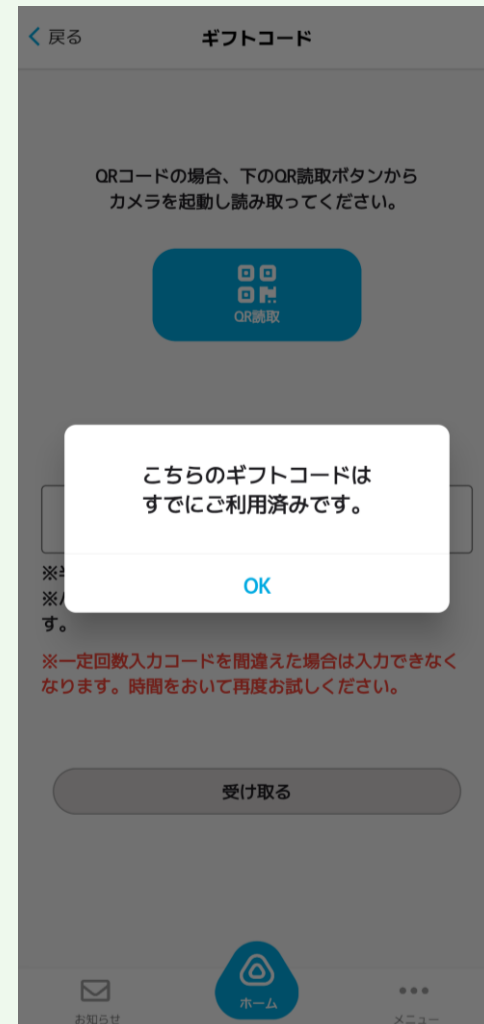 戻る
ギフトコード
QRコードの場合、下のQR読取ボタンから
カメラを起動し読み取ってください。
QR読取
こちらのギフトコードは
すでにご利用済みです。
OK
※
※
す。
※一定回数入力コードを間違えた場合は入力できなく
なります。時間をおいて再度お試しください。
受け取る
ホーム
お知らせ
メニュー